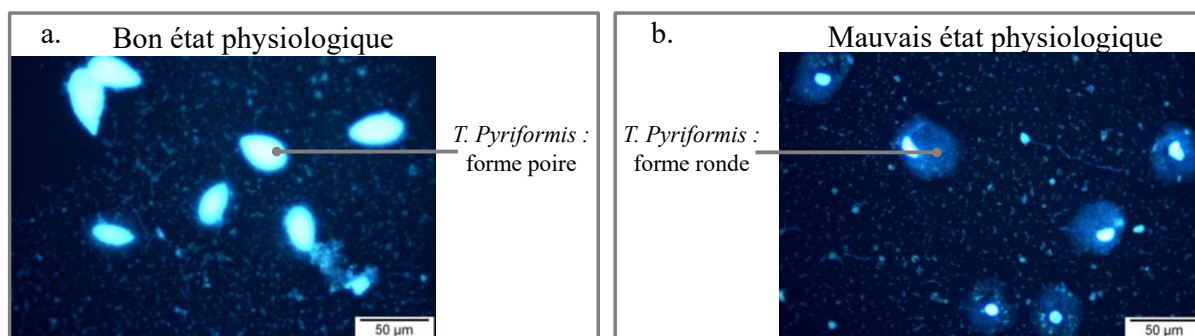 a.
Bon état physiologique
T. Pyriformis :
forme poire
50 µm
b.
Mauvais état physiologique
T. Pyriformis :
forme ronde
50 µm